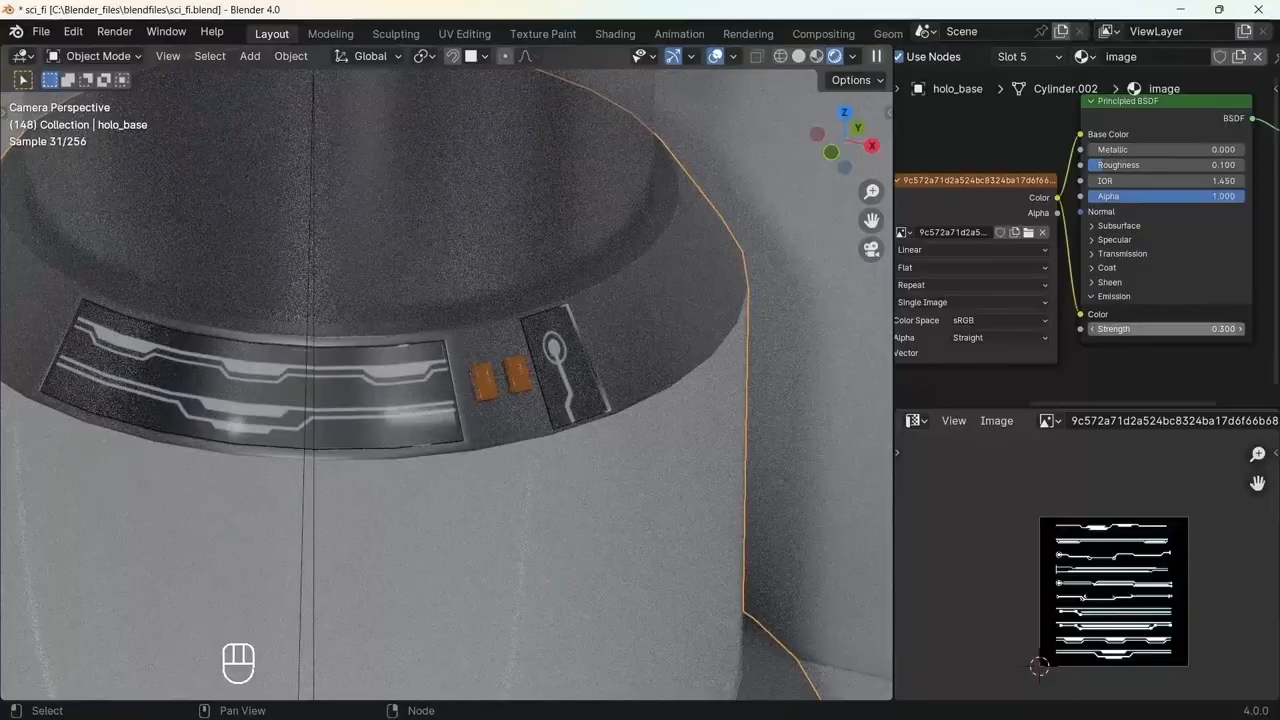 * sci_fi [C:\Blender_files\blendfiles\sci_fi.blend] - Blender 4.0
File Edit Render Window Help Layout Modeling Sculpting UV Editing Texture Paint Shading Animation Rendering Compositing Geom Scene ViewLayer
Object Mode View Select Add Object Global
Options
Camera Perspective
(148) Collection | holo_base
Sample 31/256
Z
Y
X
Use Nodes Slot 5 image
holo_base Cylinder.002 image
Principled BSDF
BSDF
Base Color
Metallic 0.000
Roughness 0.100
IOR 1.450
Alpha 1.000
Normal
Subsurface
Specular
Transmission
Coat
Sheen
Emission
Color
Strength 0.300
9c572a71d2a524bc8324ba17d6f66...
Color
Alpha
9c572a71d2a5...
Linear
Flat
Repeat
Single Image
Color Space sRGB
Alpha Straight
Vector
View Image 9c572a71d2a524bc8324ba17d6f66b68
Select Pan View Node 4.0.0